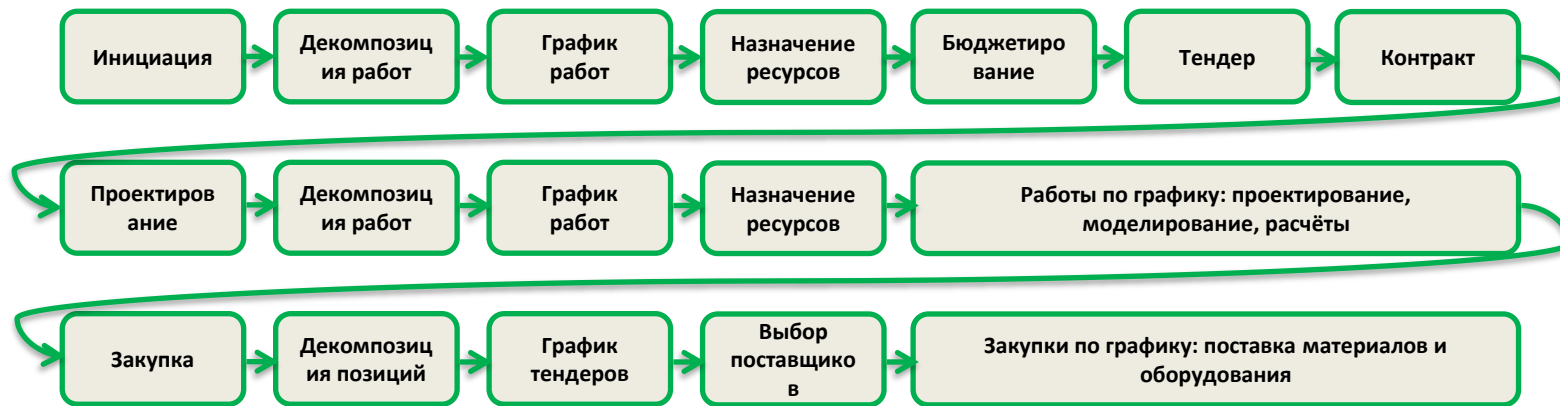 Инициация
Декомпозиц
ия работ
График
работ
Назначение
ресурсов
Бюджетиро
вание
Тендер
Контракт
Проектиров
ание
Декомпозиц
ия работ
График
работ
Назначение
ресурсов
Работы по графику: проектирование,
моделирование, расчёты
Закупка
Декомпозиц
ия позиций
График
тендеров
Выбор
поставщико
в
Закупки по графику: поставка материалов и
оборудования